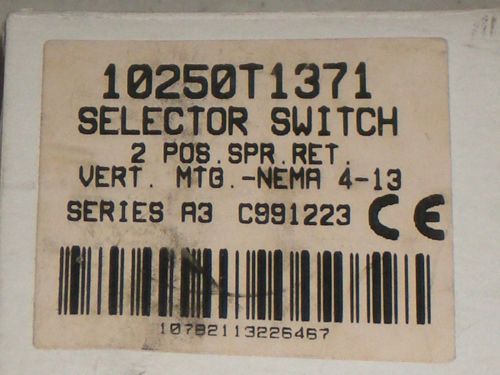 10250T1371
SELECTOR SWITCH
2 POS.SPR.RET.
VERT. MTG.-NEMA 4-13
SERIES A3 C991223 CE
10782113226467